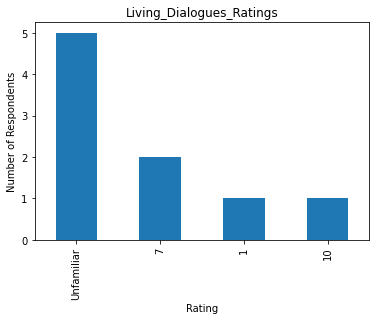 Living_Dialogues_Ratings
Number of Respondents
5
4
3
2
1
0
Unfamiliar
7
1
10
Rating